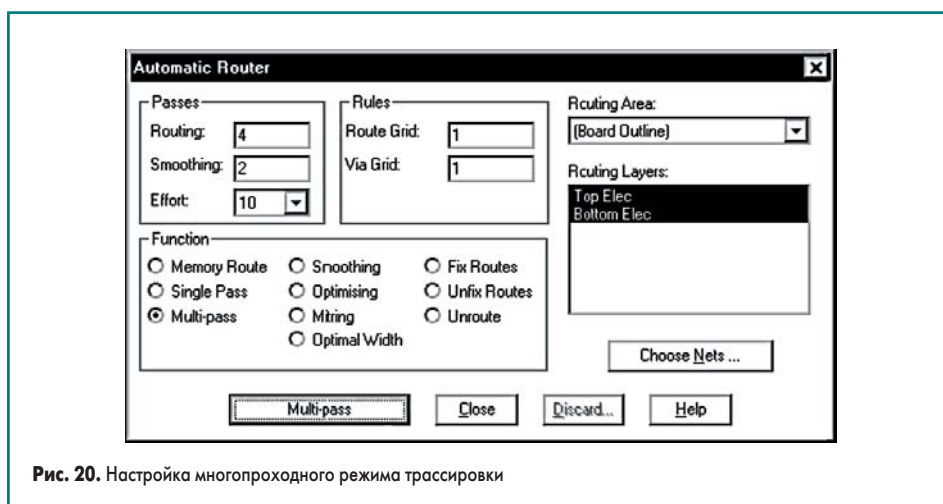 Automatic Router
Passes
Routing: 4
Smoothing: 2
Effort: 10
Rules
Route Grid: 1
Via Grid: 1
Routing Area:
(Board Outline)
Routing Layers:
Top Elec
Bottom Elec
Function
Memory Route
Single Pass
Multi-pass
Smoothing
Optimising
Mitring
Optimal Width
Fix Routes
Unfix Routes
Unroute
Choose Nets ...
Multi-pass
Close
Discard...
Help
Рис. 20. Настройка многопроходного режима трассировки